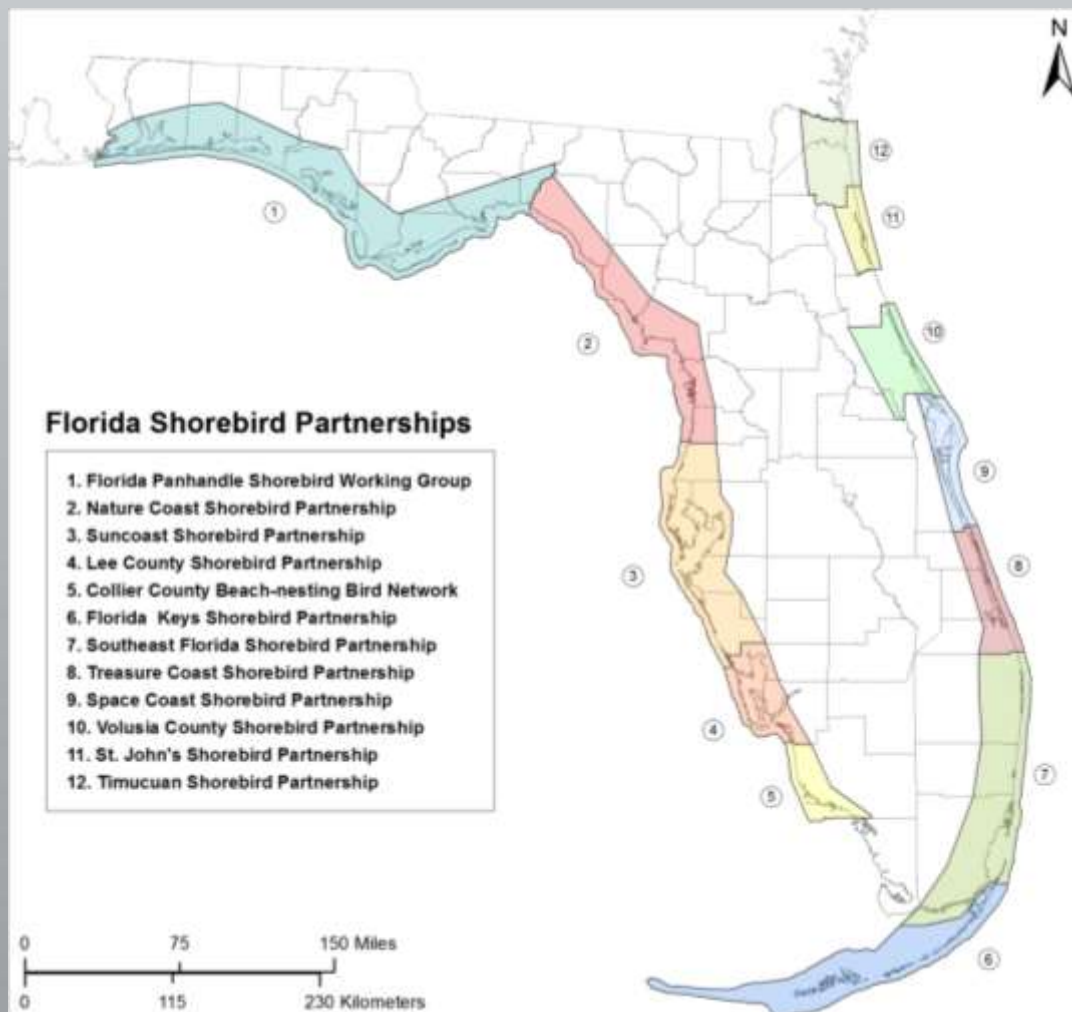 N
12
11
1
10
2
Florida Shorebird Partnerships
1. Florida Panhandle Shorebird Working Group
2. Nature Coast Shorebird Partnership
3. Suncoast Shorebird Partnership
4. Lee County Shorebird Partnership
5. Collier County Beach-nesting Bird Network
6. Florida Keys Shorebird Partnership
7. Southeast Florida Shorebird Partnership
8. Treasure Coast Shorebird Partnership
9. Space Coast Shorebird Partnership
10. Volusia County Shorebird Partnership
11. St. John's Shorebird Partnership
12. Timucuan Shorebird Partnership
9
8
3
4
7
5
6
0 75 150 Miles
0 115 230 Kilometers